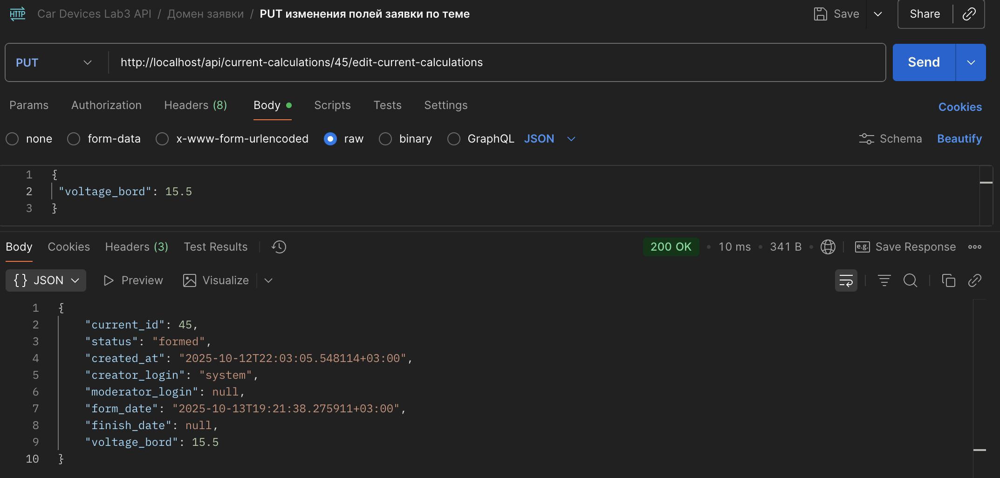 HTTP Car Devices Lab3 API / Домен заявки / PUT изменения полей заявки по теме Save Share
PUT http://localhost/api/current-calculations/45/edit-current-calculations Send
Params Authorization Headers (8) Body Scripts Tests Settings Cookies
none form-data x-www-form-urlencoded raw binary GraphQL JSON Schema Beautify
1 {
2 "voltage_bord": 15.5
3 }
Body Cookies Headers (3) Test Results 200 OK • 10 ms • 341 B • e.g. Save Response
{} JSON Preview Visualize
1 {
2 "current_id": 45,
3 "status": "formed",
4 "created_at": "2025-10-12T22:03:05.548114+03:00",
5 "creator_login": "system",
6 "moderator_login": null,
7 "form_date": "2025-10-13T19:21:38.275911+03:00",
8 "finish_date": null,
9 "voltage_bord": 15.5
10 }